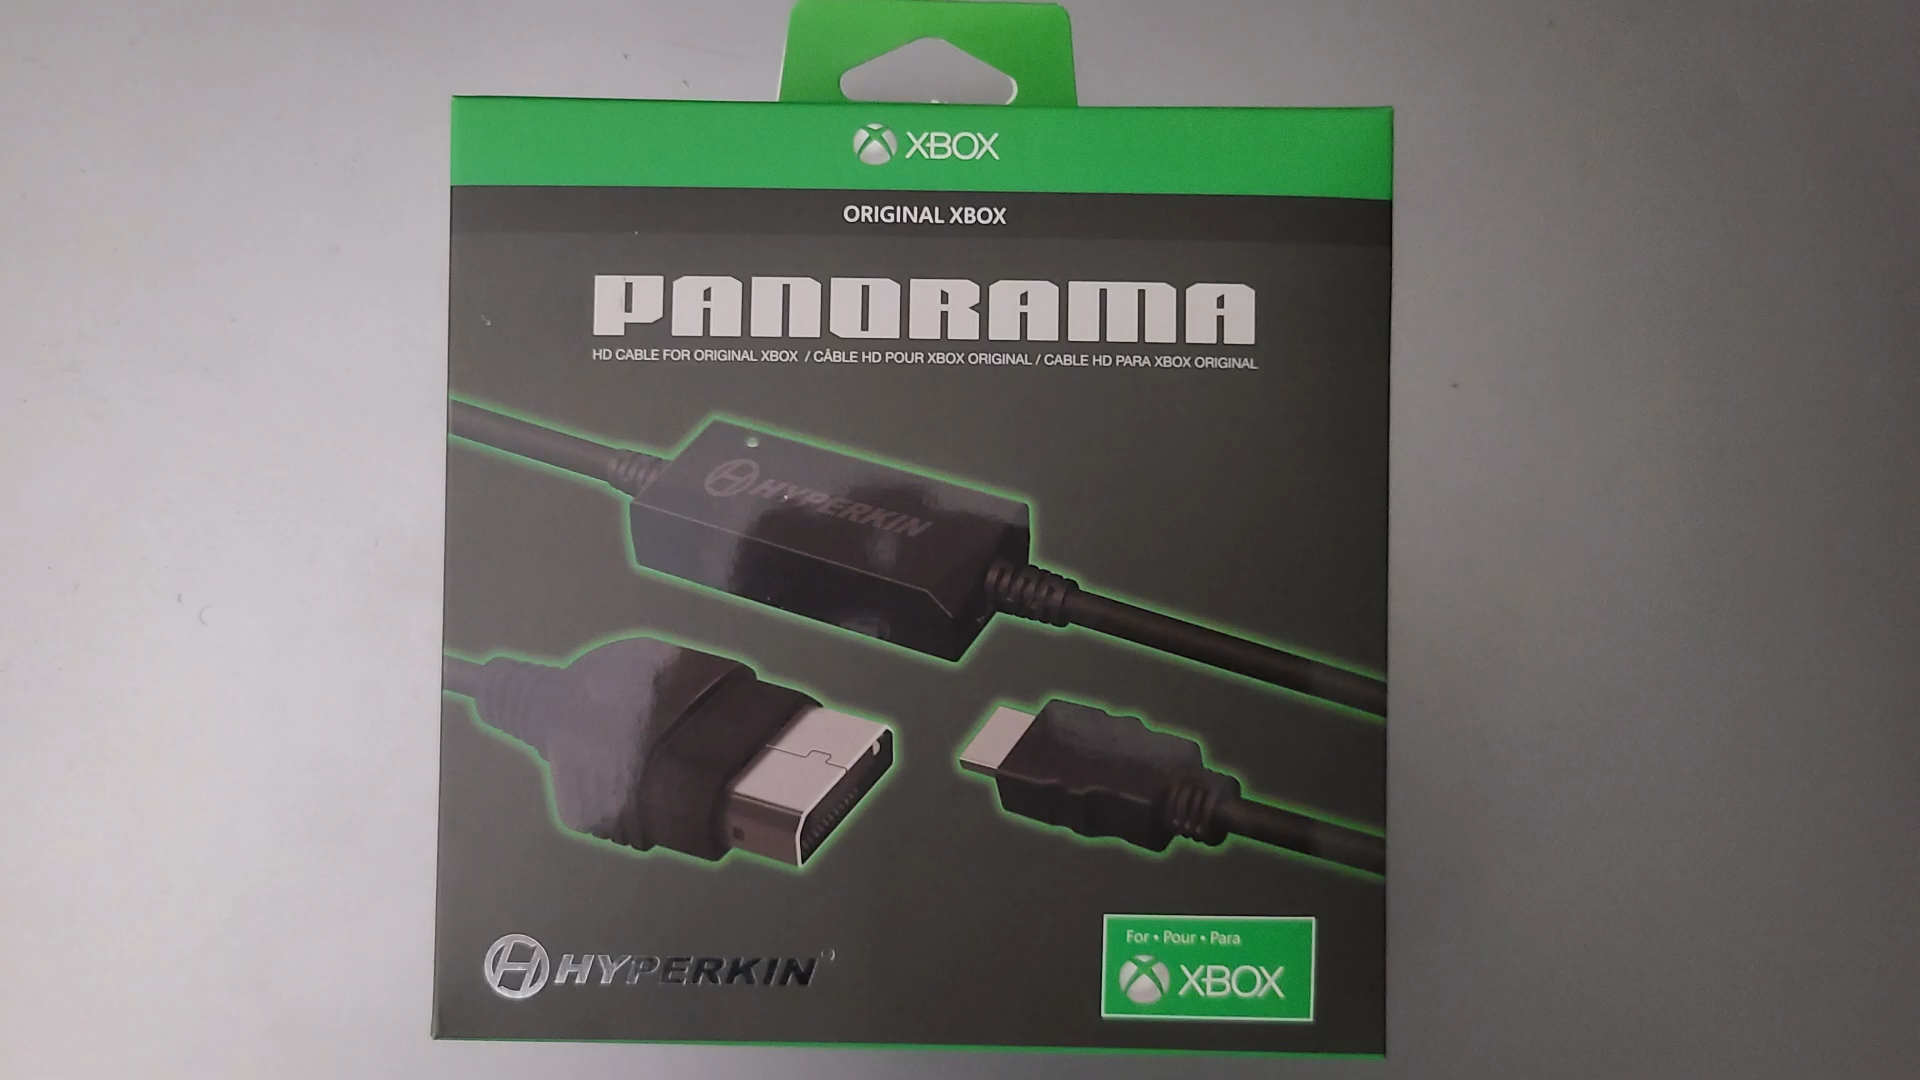 XBOX
ORIGINAL XBOX
PANORAMA
HD CABLE FOR ORIGINAL XBOX / CÂBLE HD POUR XBOX ORIGINAL / CABLE HD PARA XBOX ORIGINAL
HYPERKIN
HYPERKIN
For • Pour • Para
XBOX